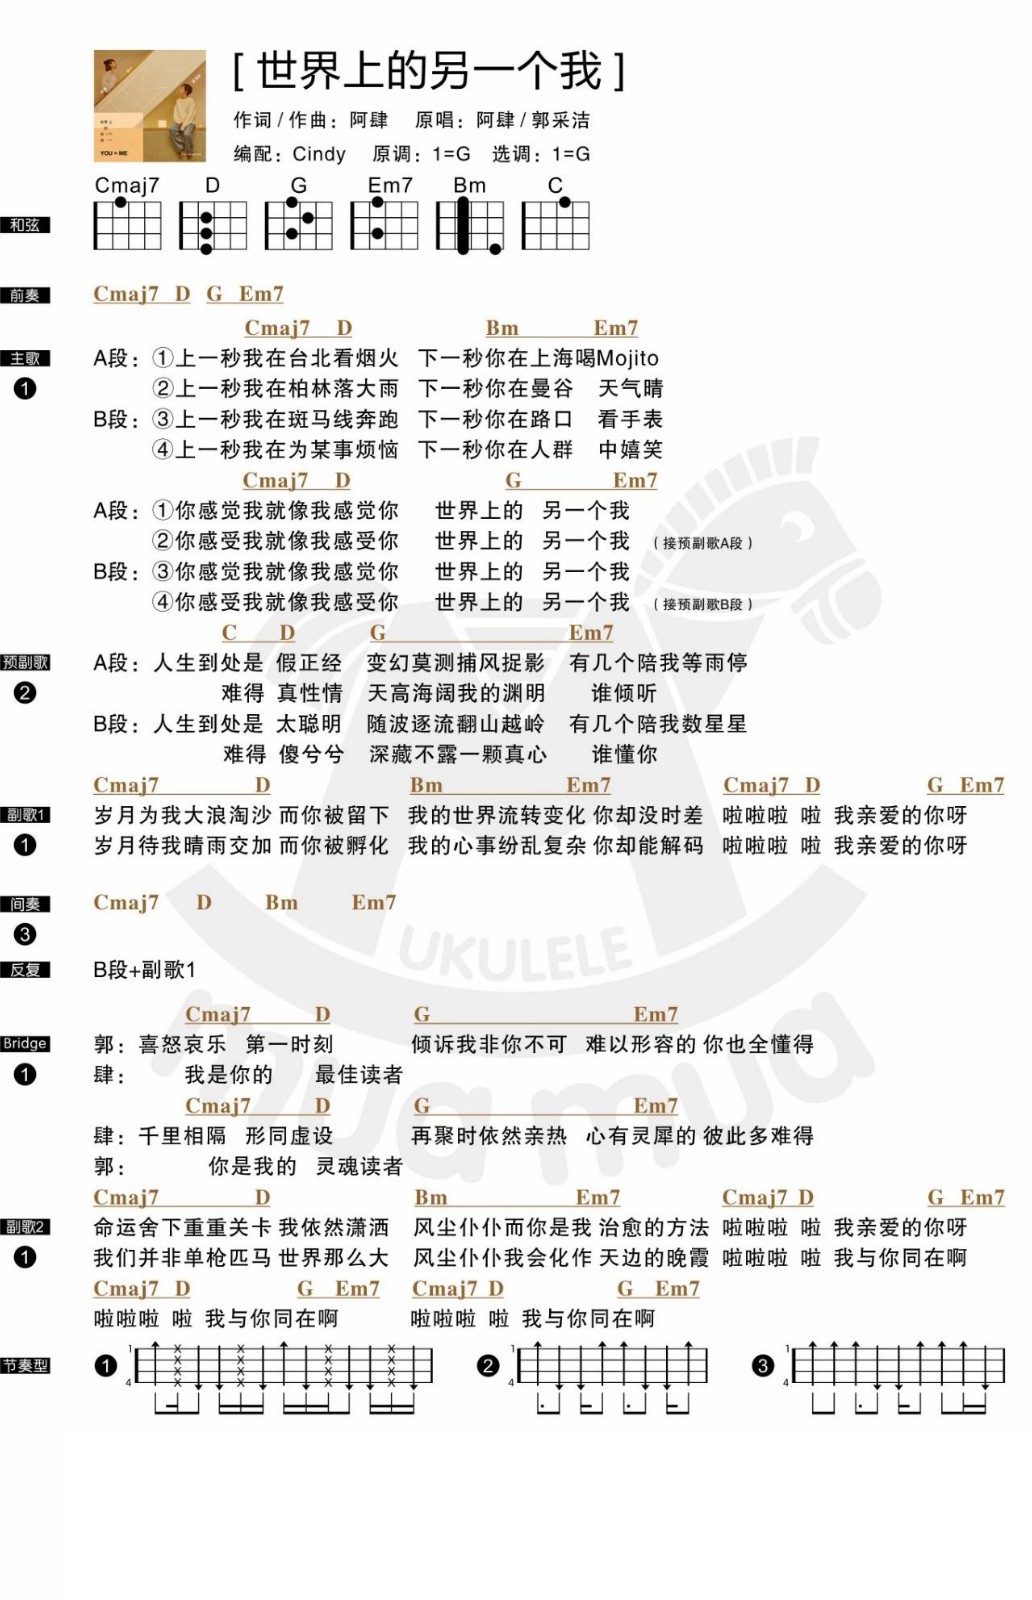 [ 世界上的另一个我 ]
作词 / 作曲：阿肆 原唱：阿肆 / 郭采洁
编配：Cindy 原调：1=G 选调：1=G
YOU = ME
Cmaj7 D G Em7 Bm C
和弦
前奏 Cmaj7 D G Em7
Cmaj7 D Bm Em7
主歌 A段：①上一秒我在台北看烟火 下一秒你在上海喝Mojito
1 ②上一秒我在柏林落大雨 下一秒你在曼谷 天气晴
B段：③上一秒我在斑马线奔跑 下一秒你在路口 看手表
④上一秒我在为某事烦恼 下一秒你在人群 中嬉笑
Cmaj7 D G Em7
A段：①你感觉我就像我感觉你 世界上的 另一个我
②你感受我就像我感受你 世界上的 另一个我 （接预副歌A段）
B段：③你感觉我就像我感觉你 世界上的 另一个我
④你感受我就像我感受你 世界上的 另一个我 （接预副歌B段）
C D G Em7
预副歌 A段：人生到处是 假正经 变幻莫测捕风捉影 有几个陪我等雨停
2 难得 真性情 天高海阔我的渊明 谁倾听
B段：人生到处是 太聪明 随波逐流翻山越岭 有几个陪我数星星
难得 傻兮兮 深藏不露一颗真心 谁懂你
Cmaj7 D Bm Em7 Cmaj7 D G Em7
副歌1 岁月为我大浪淘沙 而你被留下 我的世界流转变化 你却没时差 啦啦啦 啦 我亲爱的你呀
1 岁月待我晴雨交加 而你被孵化 我的心事纷乱复杂 你却能解码 啦啦啦 啦 我亲爱的你呀
间奏 Cmaj7 D Bm Em7
3
UKULELE
反复 B段+副歌1
mua mua
Cmaj7 D G Em7
Bridge 郭：喜怒哀乐 第一时刻 倾诉我非你不可 难以形容的 你也全懂得
1 肆： 我是你的 最佳读者
Cmaj7 D G Em7
肆：千里相隔 形同虚设 再聚时依然亲热 心有灵犀的 彼此多难得
郭： 你是我的 灵魂读者
Cmaj7 D Bm Em7 Cmaj7 D G Em7
副歌2 命运舍下重重关卡 我依然潇洒 风尘仆仆而你是我 治愈的方法 啦啦啦 啦 我亲爱的你呀
1 我们并非单枪匹马 世界那么大 风尘仆仆我会化作 天边的晚霞 啦啦啦 啦 我与你同在啊
Cmaj7 D G Em7 Cmaj7 D G Em7
啦啦啦 啦 我与你同在啊 啦啦啦 啦 我与你同在啊
节奏型 1 1 4 2 1 4 3 1 4